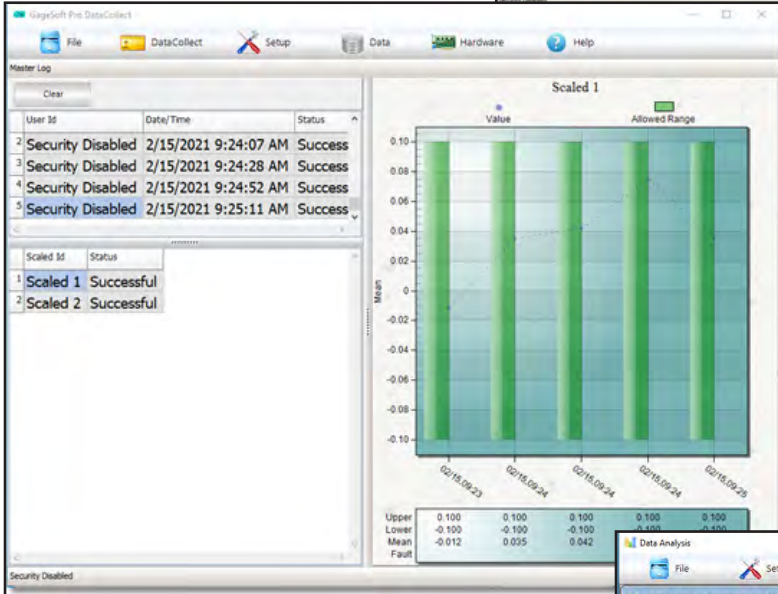 GageSoft Pro DataCollect
File DataCollect Setup Data Hardware Help
Master Log
Clear
User Id Date/Time Status
2 Security Disabled 2/15/2021 9:24:07 AM Success
3 Security Disabled 2/15/2021 9:24:28 AM Success
4 Security Disabled 2/15/2021 9:24:52 AM Success
5 Security Disabled 2/15/2021 9:25:11 AM Success
Scaled Id Status
1 Scaled 1 Successful
2 Scaled 2 Successful
Security Disabled
Scaled 1
Value Allowed Range
Mean
0.10
0.08
0.06
0.04
0.02
0
-0.02
-0.04
-0.06
-0.08
-0.10
02/15,09:23 02/15,09:24 02/15,09:24 02/15,09:24 02/15,09:25
Upper 0.100 0.100 0.100 0.100 0.100
Lower -0.100 -0.100 -0.100 -0.100 -0.100
Mean -0.012 0.035 0.042
Fault
Data Analysis
File